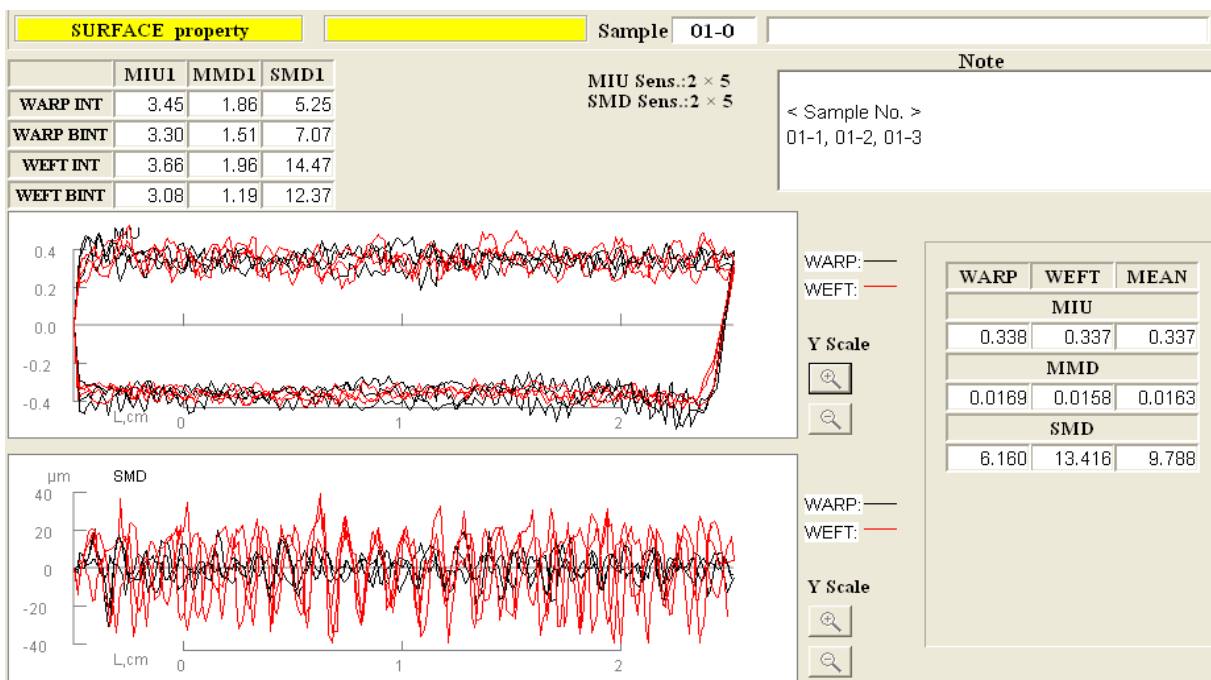 SURFACE property
Sample 01-0
Note
MIU1 MMD1 SMD1
WARP INT 3.45 1.86 5.25
WARP BINT 3.30 1.51 7.07
WEFT INT 3.66 1.96 14.47
WEFT BINT 3.08 1.19 12.37
MIU Sens.:2 × 5
SMD Sens.:2 × 5
< Sample No. >
01-1, 01-2, 01-3
MIU
0.4
0.2
0.0
-0.2
-0.4
L,cm 0 1 2
WARP:
WEFT:
Y Scale
WARP WEFT MEAN
MIU
0.338 0.337 0.337
MMD
0.0169 0.0158 0.0163
SMD
6.160 13.416 9.788
µm SMD
40
20
0
-20
-40
L,cm 0 1 2
WARP:
WEFT:
Y Scale